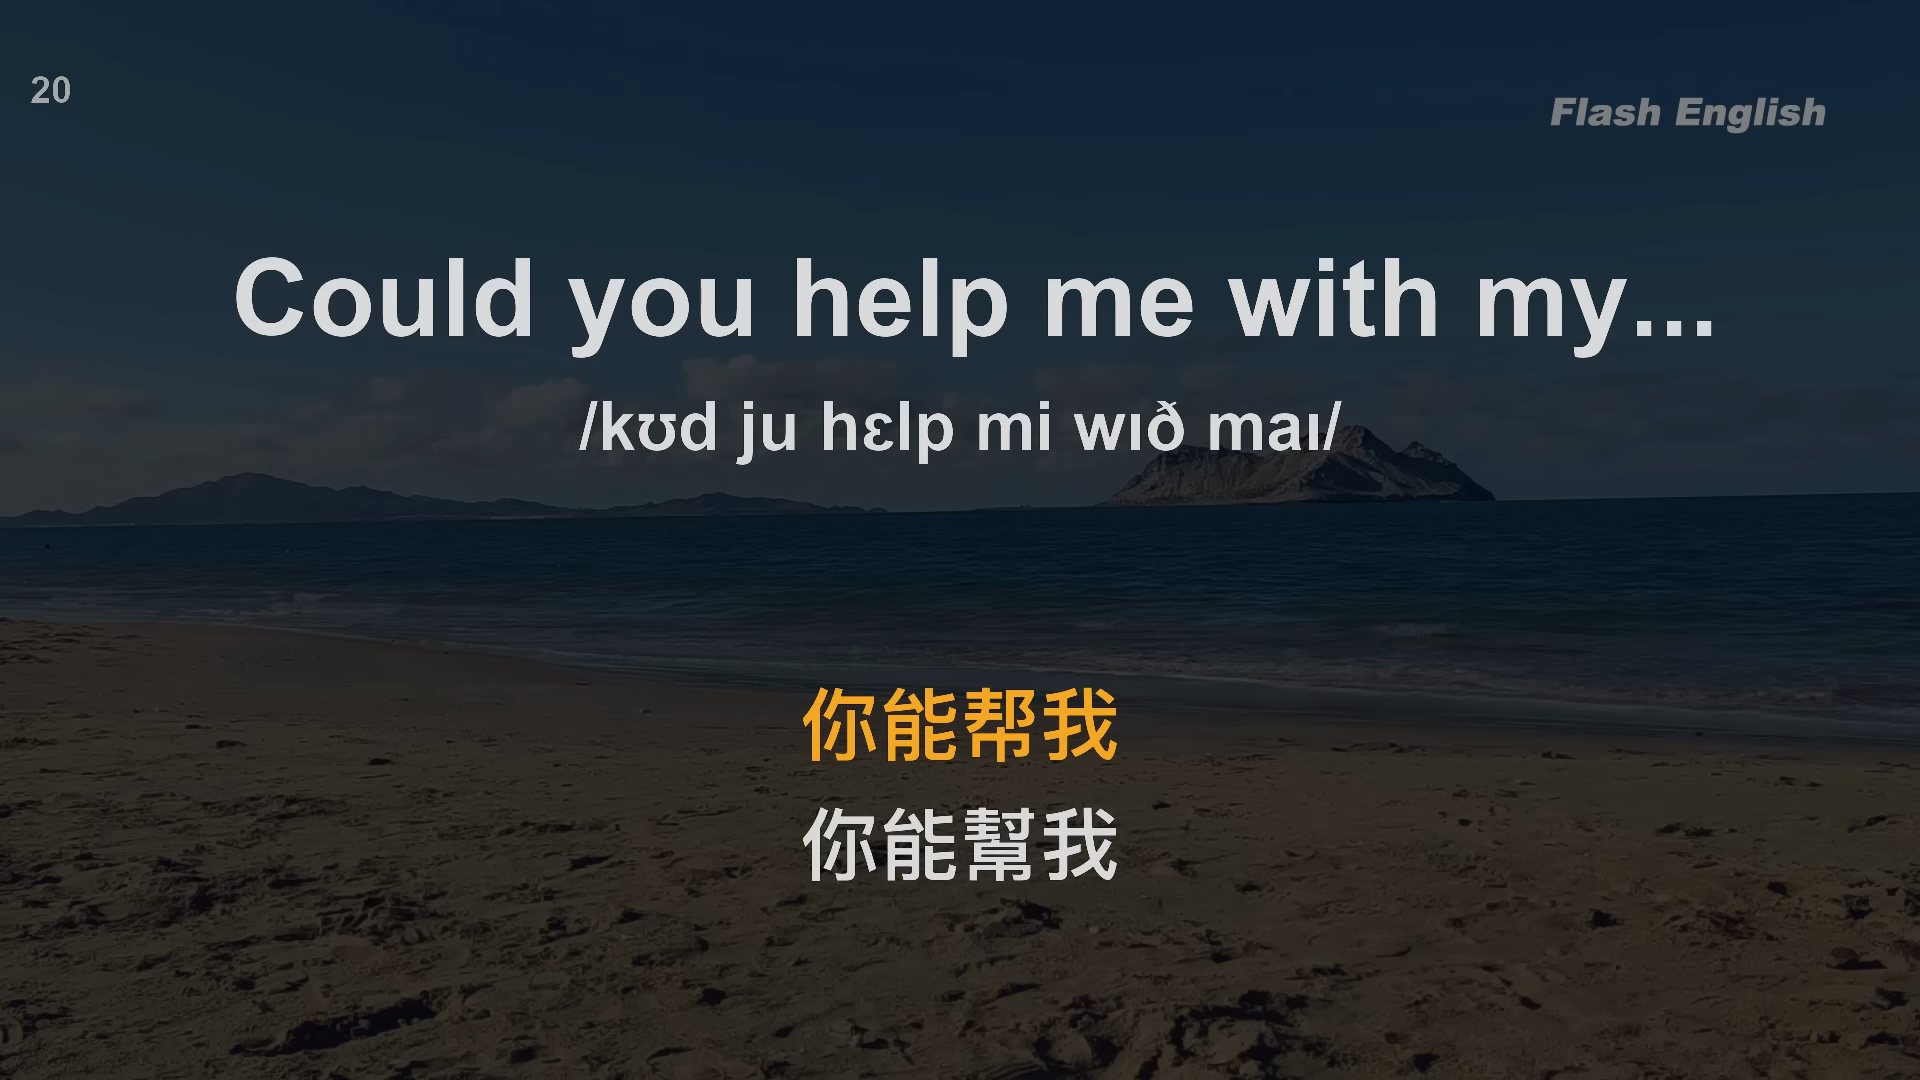 20
Flash English
Could you help me with my...
/kʊd ju hɛlp mi wɪð maɪ/
你能帮我
你能幫我